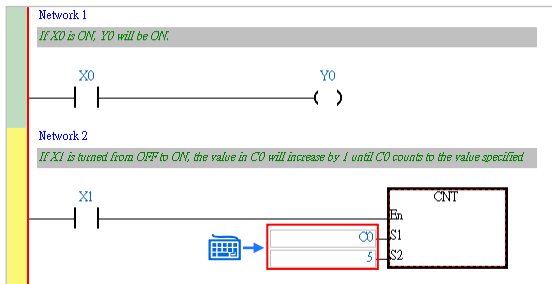 Network 1
If X0 is ON, Y0 will be ON.
X0 Y0
Network 2
If X1 is turned from OFF to ON, the value in C0 will increase by 1 until C0 counts to the value specified
X1 CNT
En
C0 S1
5 S2